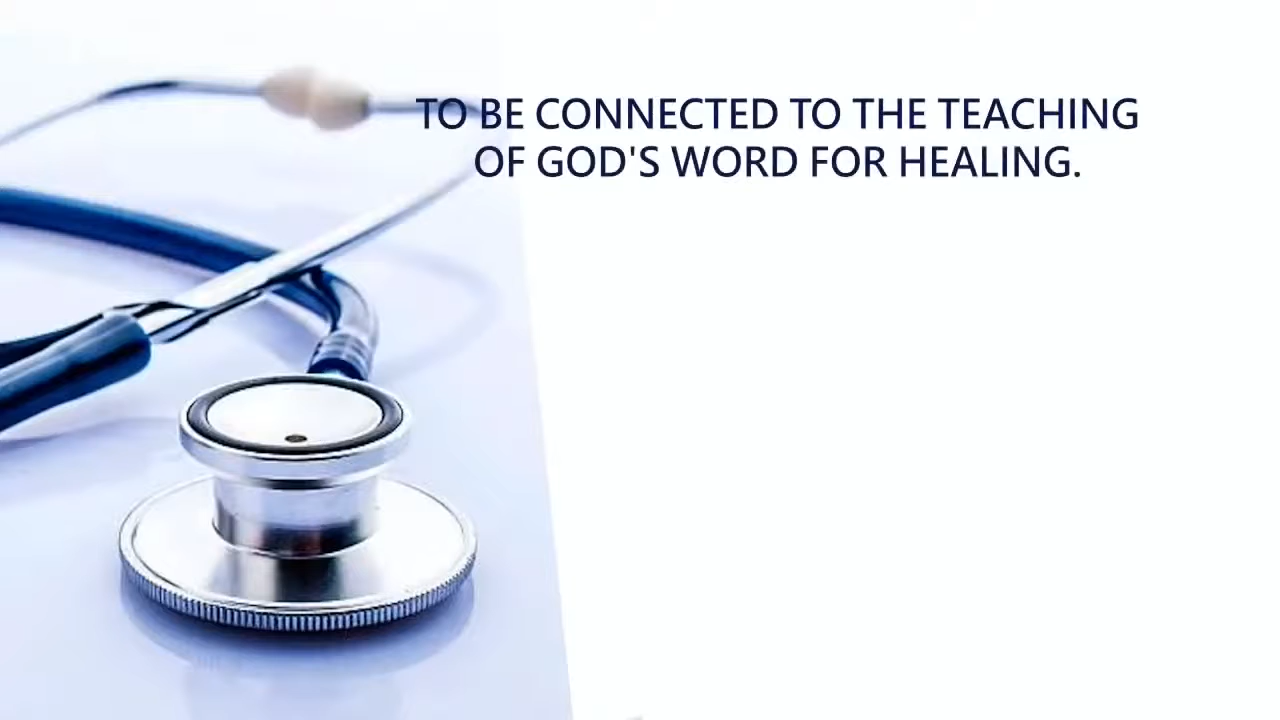 TO BE CONNECTED TO THE TEACHING
OF GOD'S WORD FOR HEALING.